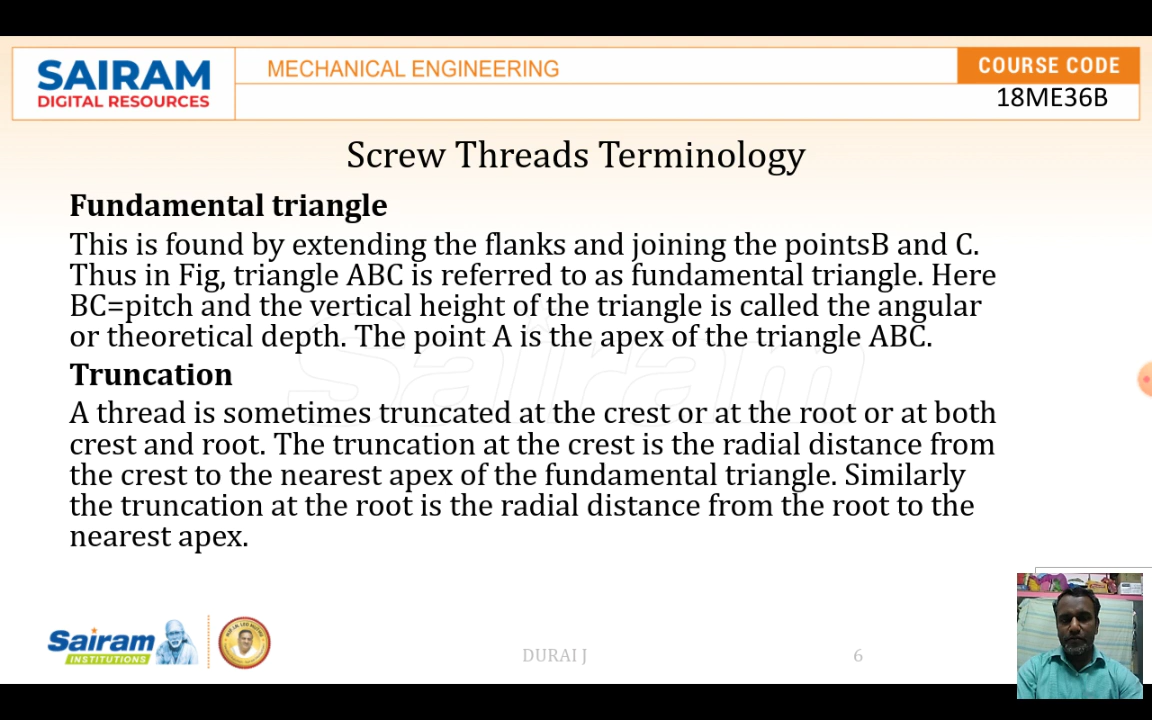 SAIRAM
DIGITAL RESOURCES
MECHANICAL ENGINEERING
COURSE CODE
18ME36B
Screw Threads Terminology
Fundamental triangle
This is found by extending the flanks and joining the pointsB and C.
Thus in Fig, triangle ABC is referred to as fundamental triangle. Here
BC=pitch and the vertical height of the triangle is called the angular
or theoretical depth. The point A is the apex of the triangle ABC.
Truncation
A thread is sometimes truncated at the crest or at the root or at both
crest and root. The truncation at the crest is the radial distance from
the crest to the nearest apex of the fundamental triangle. Similarly
the truncation at the root is the radial distance from the root to the
nearest apex.
Sairam
Sairam
INSTITUTIONS
DURAI J
6